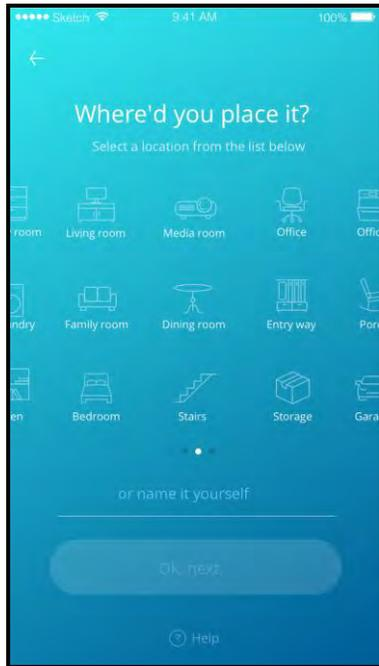 Sketch 9:41 AM 100%
Where'd you place it?
Select a location from the list below
room Living room Media room Office Offic
ndry Family room Dining room Entry way Porc
en Bedroom Stairs Storage Gara
or name it yourself
Ok, next
? Help